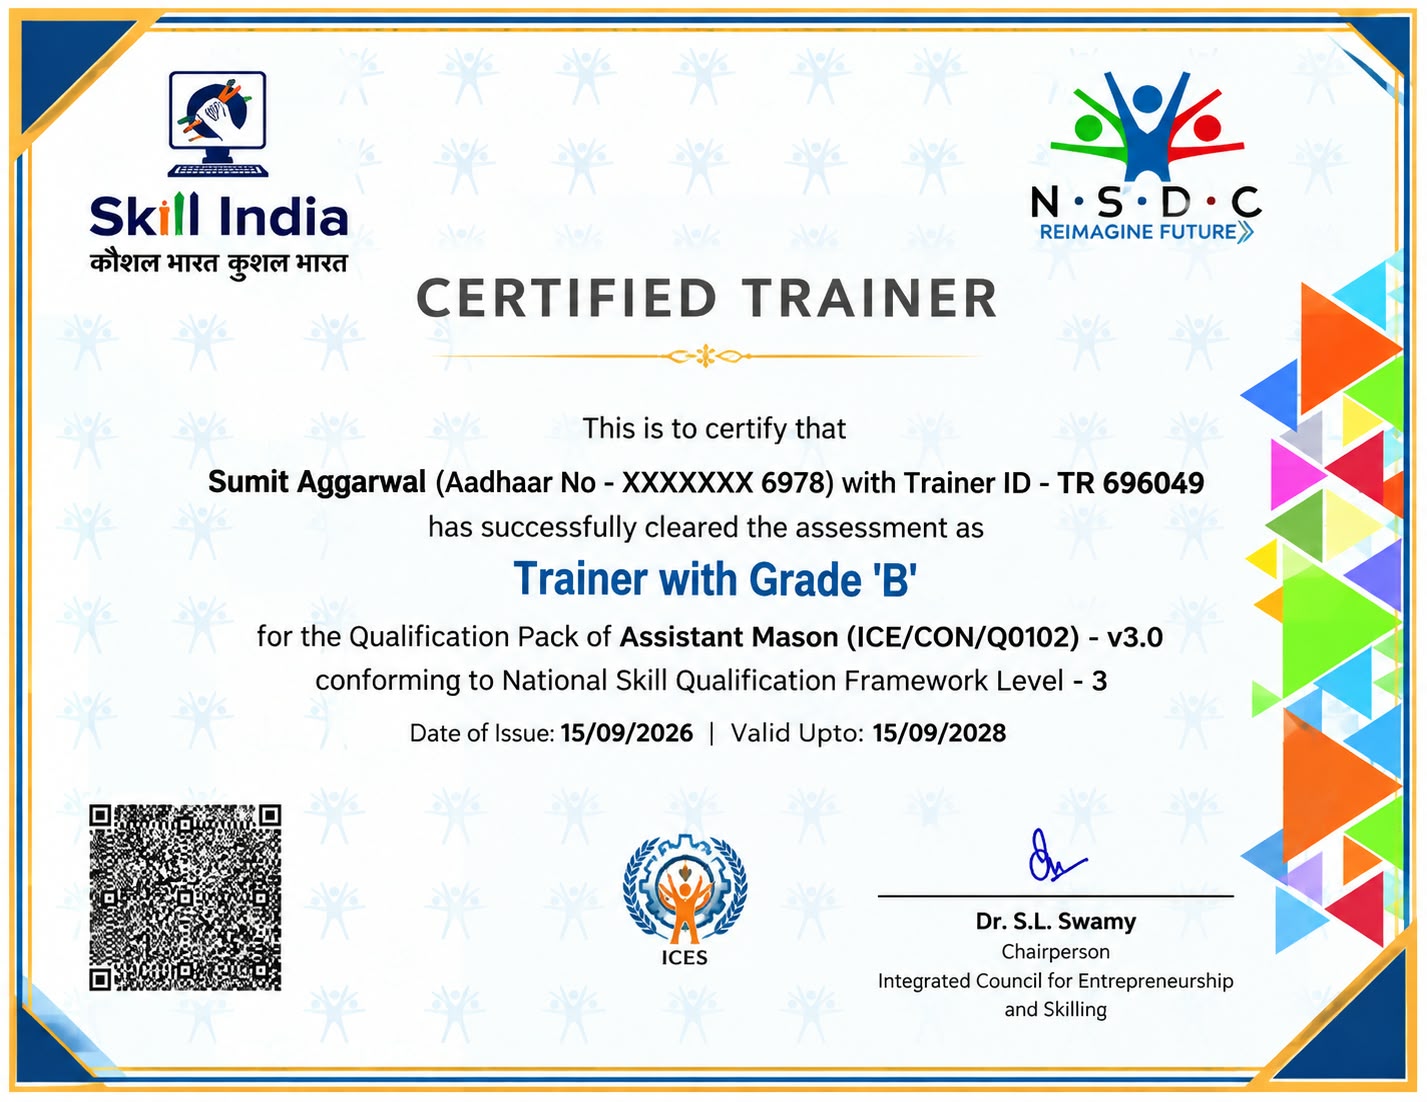 Skill India
कौशल भारत कुशल भारत
N·S·D·C
REIMAGINE FUTURE
CERTIFIED TRAINER
This is to certify that
Sumit Aggarwal (Aadhaar No - XXXXXXX 6978) with Trainer ID - TR 696049
has successfully cleared the assessment as
Trainer with Grade 'B'
for the Qualification Pack of Assistant Mason (ICE/CON/Q0102) - v3.0
conforming to National Skill Qualification Framework Level - 3
Date of Issue: 15/09/2026 | Valid Upto: 15/09/2028
ICES
Dr. S.L. Swamy
Chairperson
Integrated Council for Entrepreneurship
and Skilling